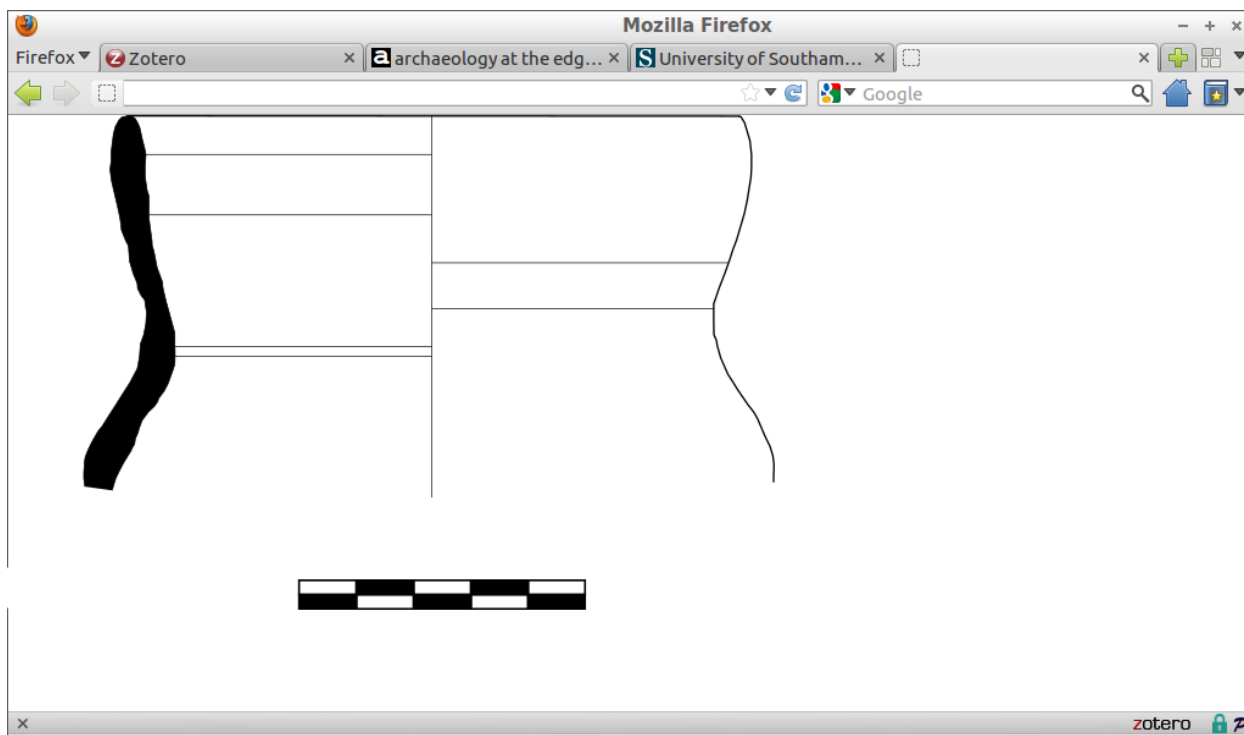 Mozilla Firefox
Firefox Zotero archaeology at the edg... University of Southam...
Google
zotero